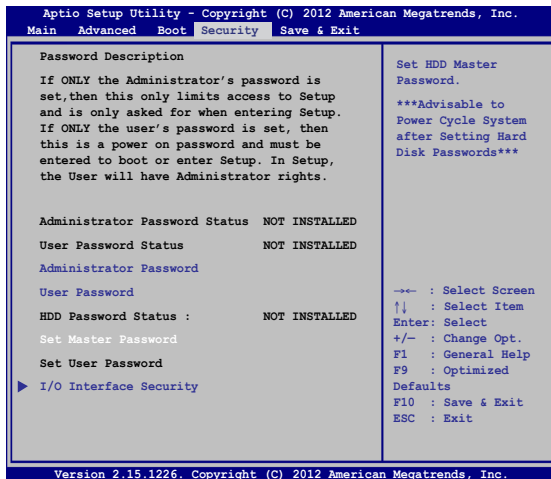 Aptio Setup Utility - Copyright (C) 2012 American Megatrends, Inc.
Main Advanced Boot Security Save & Exit
Password Description
If ONLY the Administrator's password is
set,then this only limits access to Setup
and is only asked for when entering Setup.
If ONLY the user's password is set, then
this is a power on password and must be
entered to boot or enter Setup. In Setup,
the User will have Administrator rights.
Administrator Password Status NOT INSTALLED
User Password Status NOT INSTALLED
Administrator Password
User Password
HDD Password Status : NOT INSTALLED
Set Master Password
Set User Password
I/O Interface Security
Set HDD Master
Password.
***Advisable to
Power Cycle System
after Setting Hard
Disk Passwords***
→← : Select Screen
↑↓ : Select Item
Enter: Select
+/— : Change Opt.
F1 : General Help
F9 : Optimized
Defaults
F10 : Save & Exit
ESC : Exit
Version 2.15.1226. Copyright (C) 2012 American Megatrends, Inc.